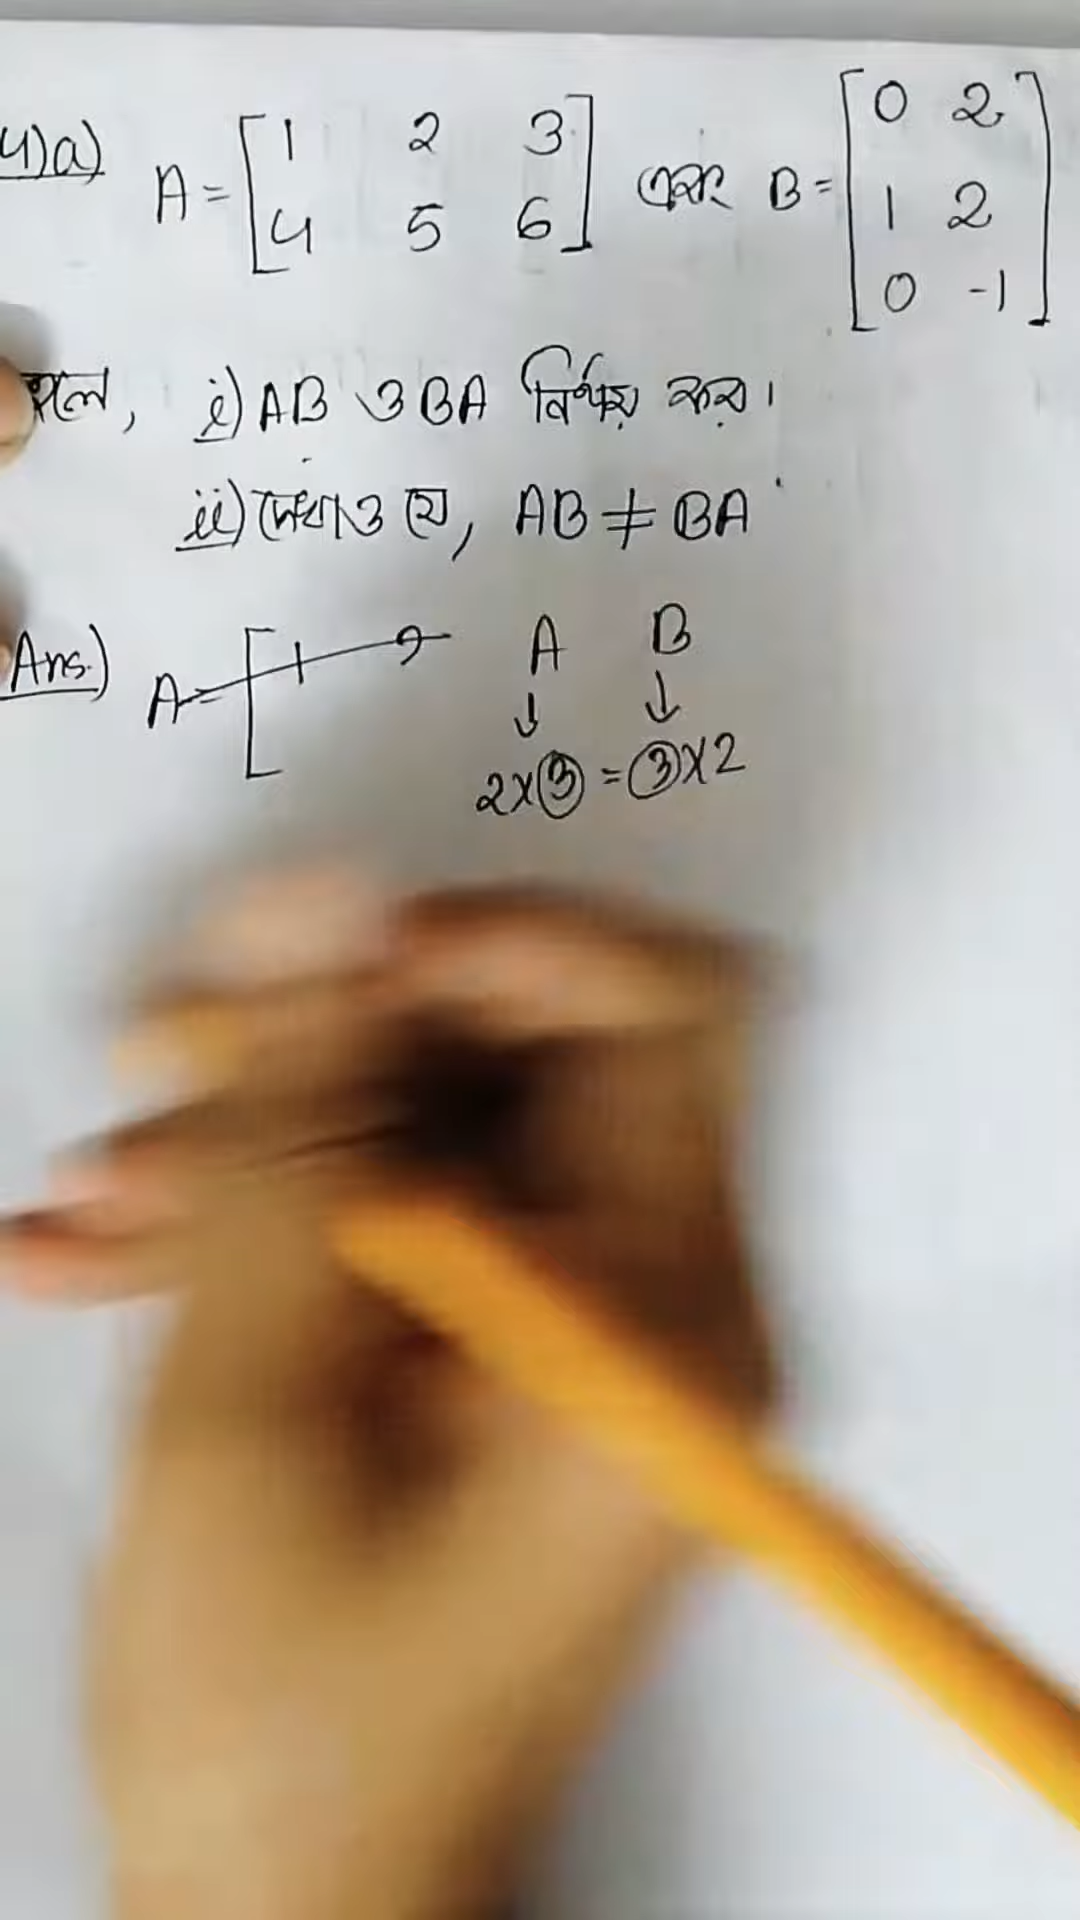 4)a) A = [1 2 3 4 5 6] এবং B = [0 2 1 2 0 -1]
হলে, i) AB ও BA নির্ণয় কর।
ii) দেখাও যে, AB ≠ BA
Ans.) A = [1 2
A B
↓ ↓
2×3 = 3×2